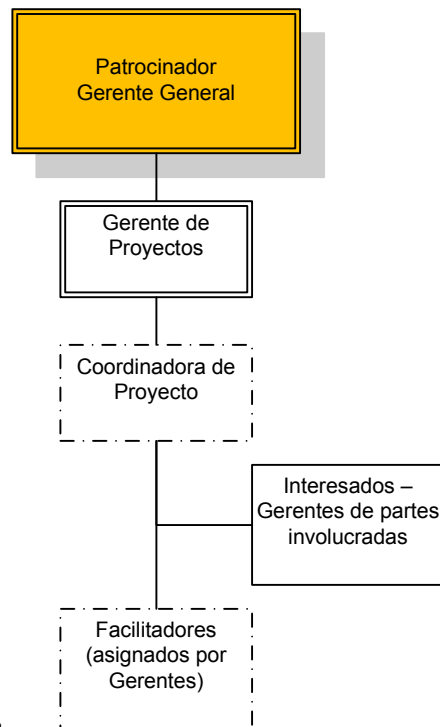 Patrocinador
Gerente General
Gerente de
Proyectos
Coordinadora de
Proyecto
Interesados –
Gerentes de partes
involucradas
Facilitadores
(asignados por
Gerentes)